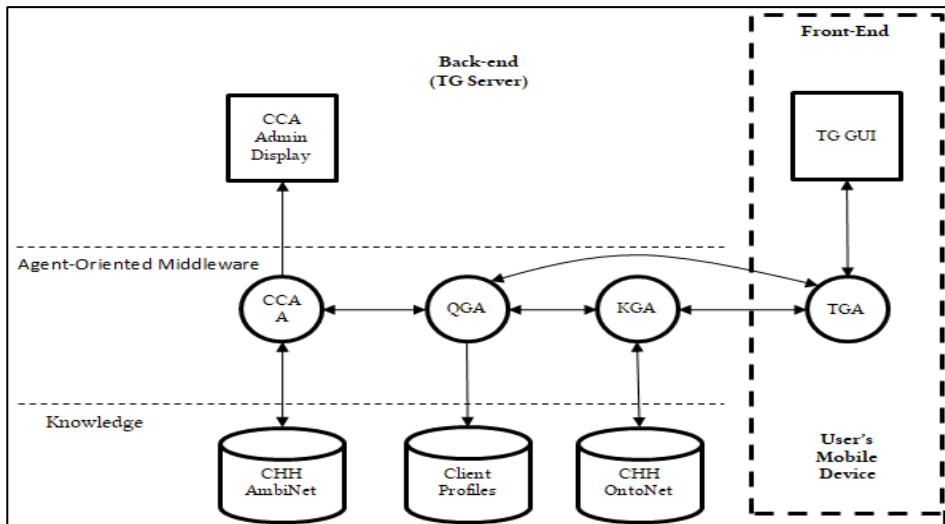 Front-End
Back-end
(TG Server)
CCA
Admin
Display
TG GUI
Agent-Oriented Middleware
CCA
A
QGA
KGA
TGA
Knowledge
CHH
AmbiNet
Client
Profiles
CHH
OntoNet
User's
Mobile
Device